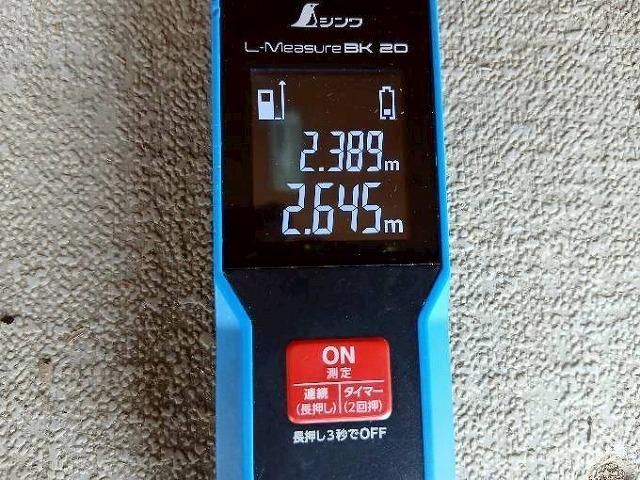 シンワ
L-Measure BK 20
2.389m
2.645m
ON
測定
連続 タイマー
(長押し) (2回押)
長押し3秒でOFF